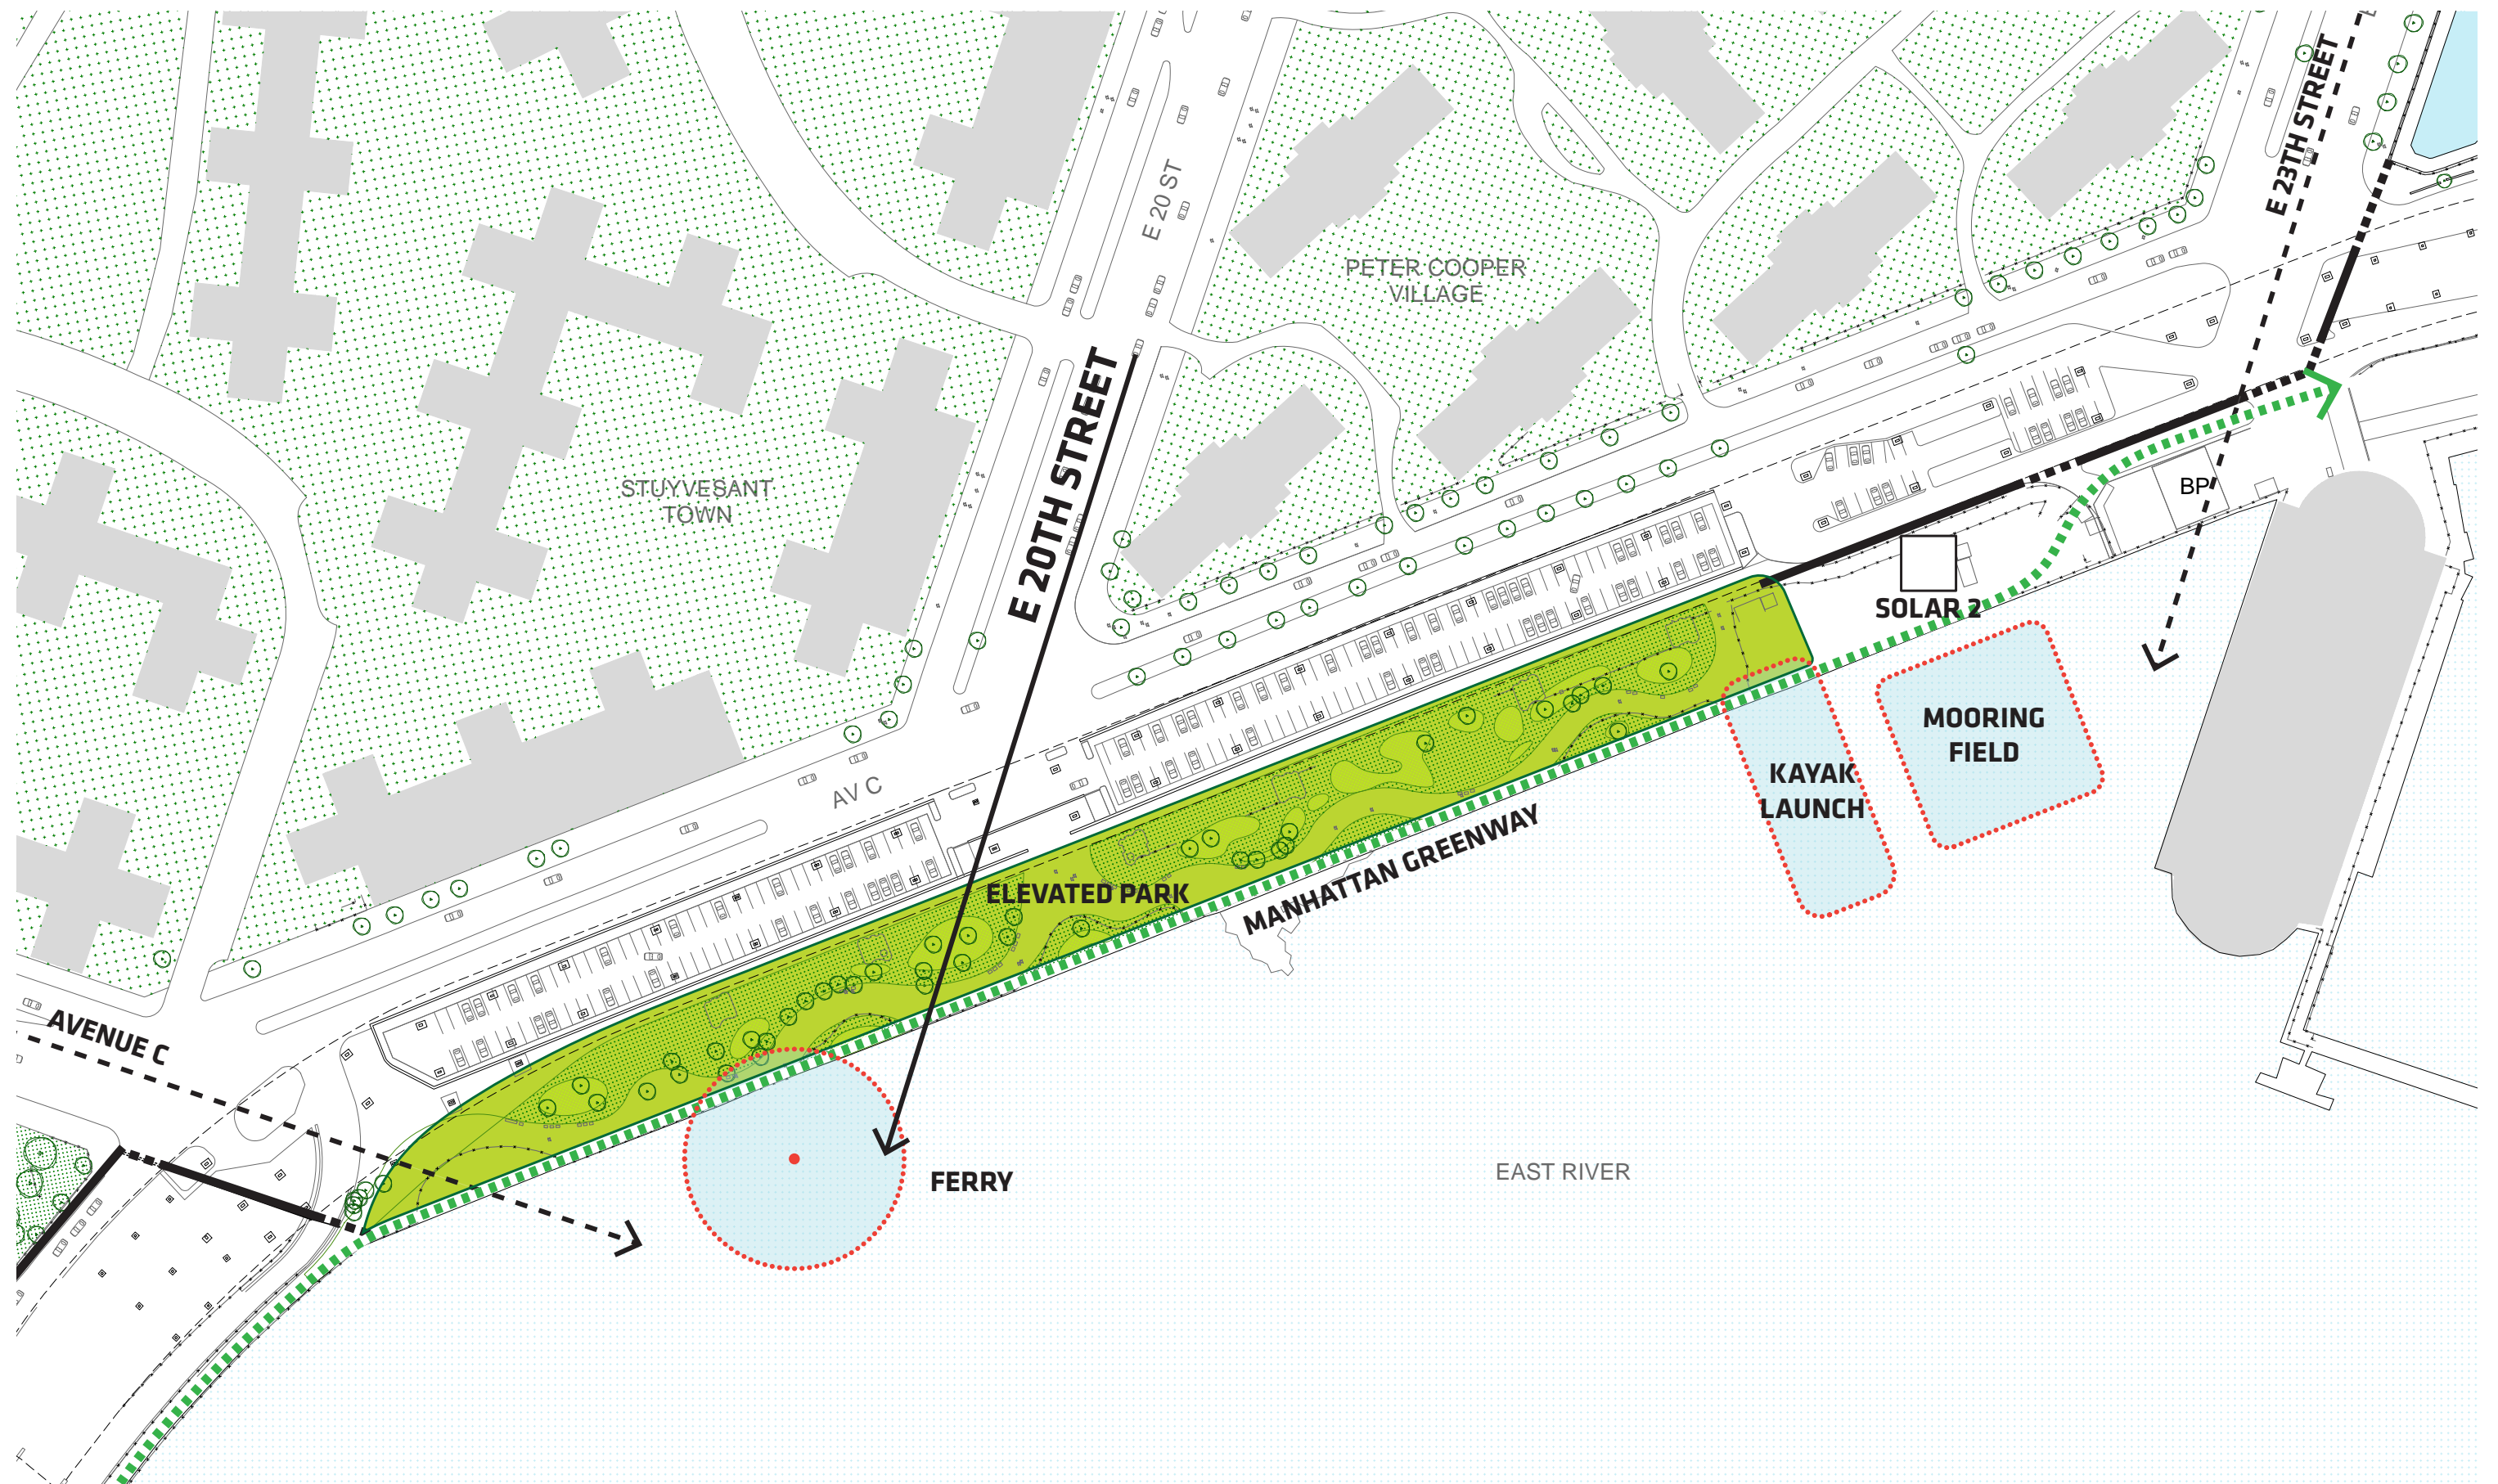 E 23TH STREET
E 20 ST
PETER COOPER
VILLAGE
E 20TH STREET
STUYVESANT
TOWN
BP
SOLAR 2
MOORING
FIELD
KAYAK
LAUNCH
AV C
MANHATTAN GREENWAY
ELEVATED PARK
AVENUE C
FERRY
EAST RIVER